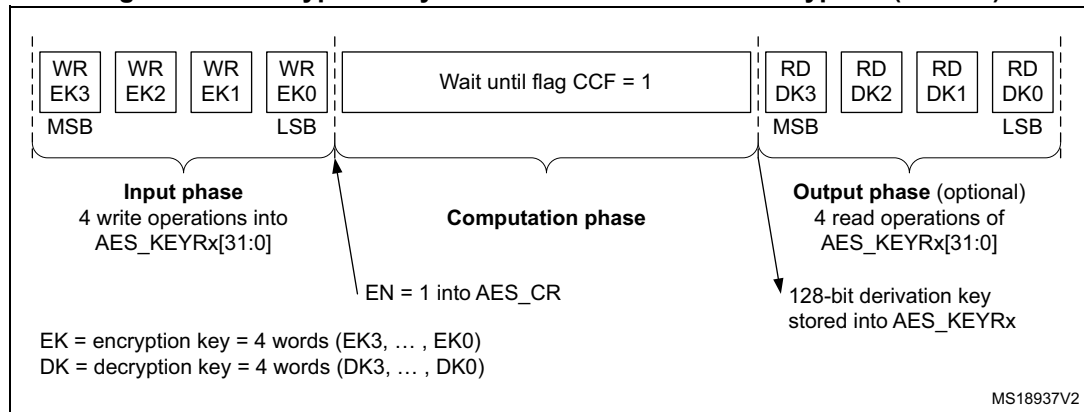 WR EK3 WR EK2 WR EK1 WR EK0
MSB LSB
Wait until flag CCF = 1
RD DK3 RD DK2 RD DK1 RD DK0
MSB LSB
Input phase
4 write operations into
AES_KEYRx[31:0]
Computation phase
Output phase (optional)
4 read operations of
AES_KEYRx[31:0]
EN = 1 into AES_CR
128-bit derivation key
stored into AES_KEYRx
EK = encryption key = 4 words (EK3, … , EK0)
DK = decryption key = 4 words (DK3, … , DK0)
MS18937V2